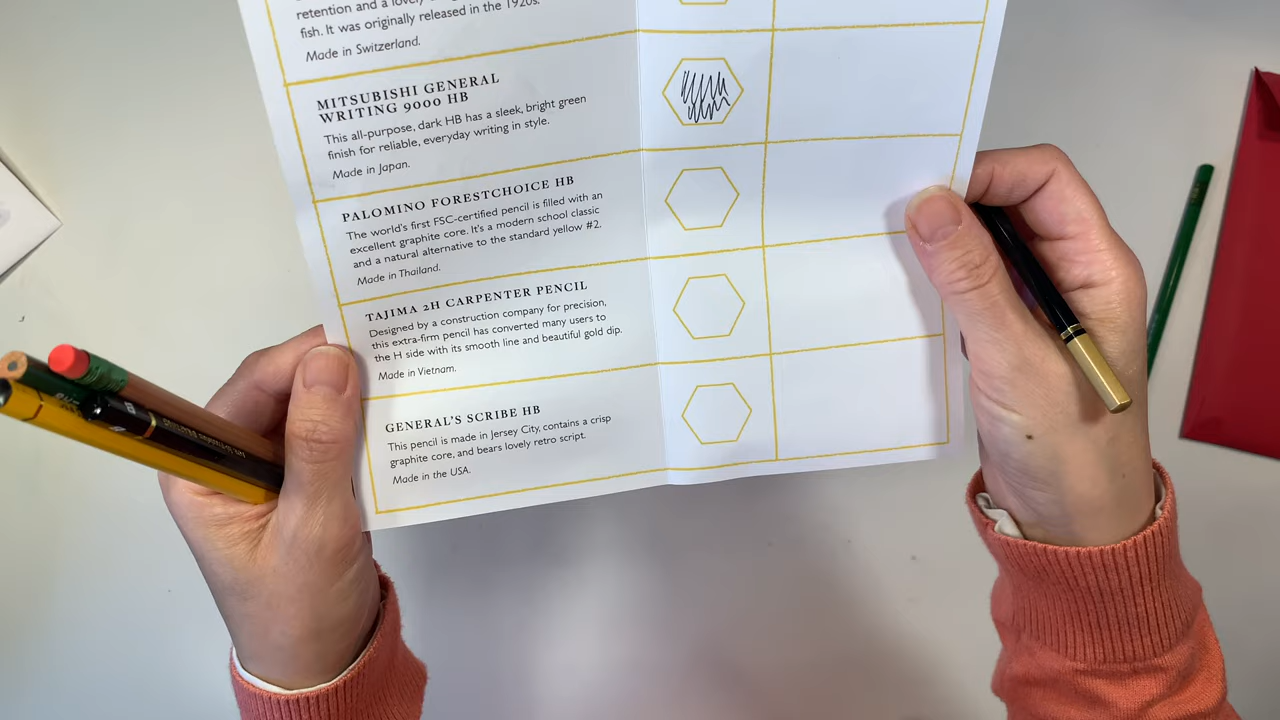 retention and a
fish. It was originally released in the 1920s.
Made in Switzerland.
MITSUBISHI GENERAL
WRITING 9000 HB
This all-purpose, dark HB has a sleek, bright green
finish for reliable, everyday writing in style.
Made in Japan.
PALOMINO FORESTCHOICE HB
The world's first FSC-certified pencil is filled with an
excellent graphite core. It's a modern school classic
and a natural alternative to the standard yellow #2.
Made in Thailand.
TAJIMA 2H CARPENTER PENCIL
Designed by a construction company for precision,
this extra-firm pencil has converted many users to
the H side with its smooth line and beautiful gold dip.
Made in Vietnam.
GENERAL'S SCRIBE HB
This pencil is made in Jersey City, contains a crisp
graphite core, and bears lovely retro script.
Made in the USA.